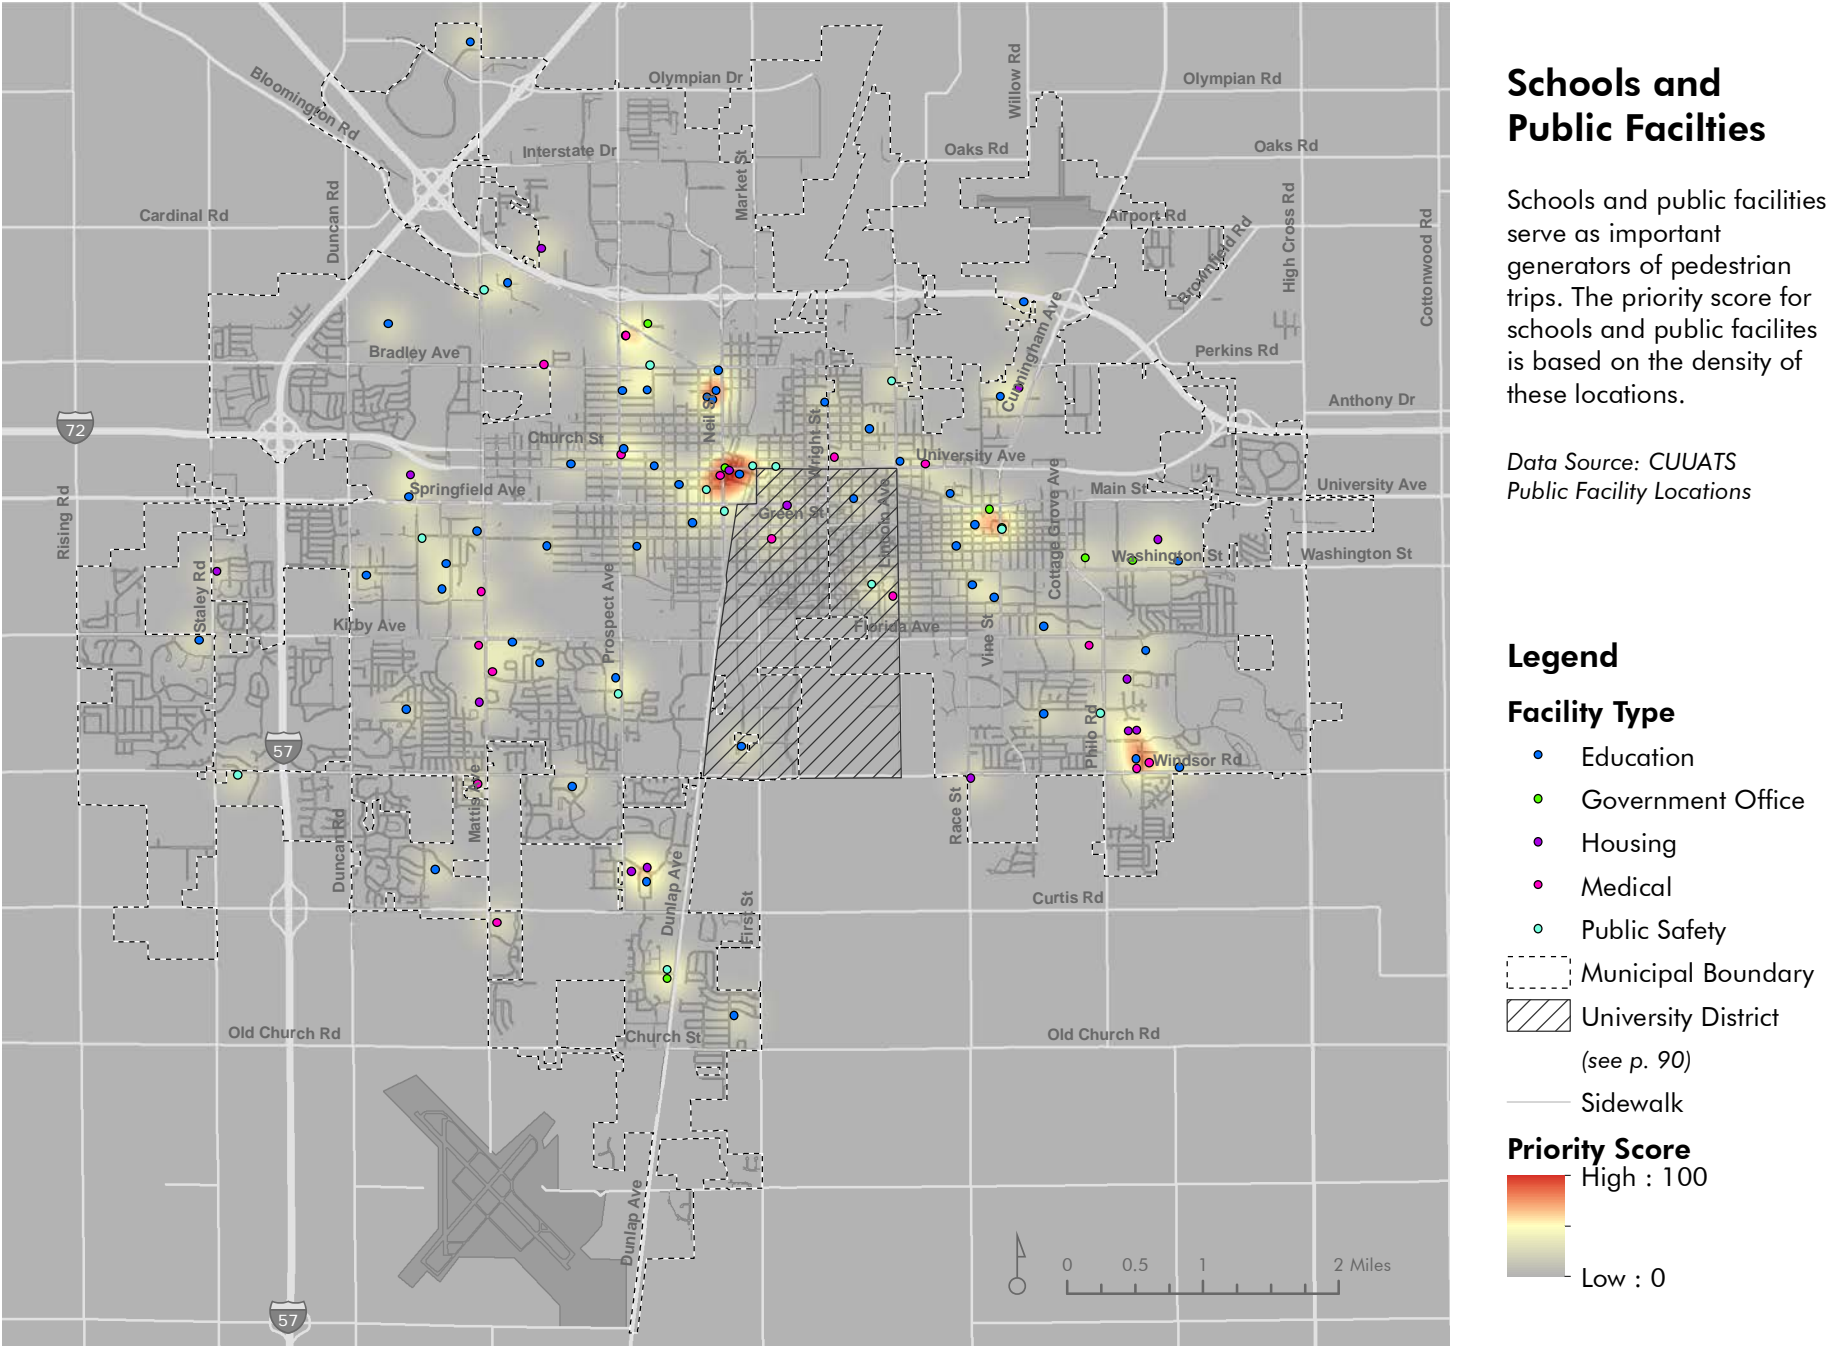 Schools and
Public Facilties
Schools and public facilities
serve as important
generators of pedestrian
trips. The priority score for
schools and public facilites
is based on the density of
these locations.
Data Source: CUUATS
Public Facility Locations
Legend
Facility Type
Education
Government Office
Housing
Medical
Public Safety
Municipal Boundary
University District
(see p. 90)
Sidewalk
Priority Score
High : 100
Low : 0
Bloomington Rd
Olympian Dr
Willow Rd
Olympian Rd
Interstate Dr
Oaks Rd
Oaks Rd
Market St
Cardinal Rd
Duncan Rd
Airport Rd
Brownfield Rd
High Cross Rd
Cottonwood Rd
Bradley Ave
Cunningham Ave
Perkins Rd
Anthony Dr
72
Church St
Neil St
Wright St
University Ave
Springfield Ave
Main St
University Ave
Rising Rd
Green St
Lincoln Ave
Cottage Grove Ave
Washington St
Washington St
Staley Rd
Prospect Ave
Kirby Ave
Florida Ave
Vine St
57
Philo Rd
Windsor Rd
Mattis Ave
Duncan Rd
Race St
Dunlap Ave
First St
Curtis Rd
Old Church Rd
Church St
Old Church Rd
Dunlap Ave
57
0 0.5 1 2 Miles